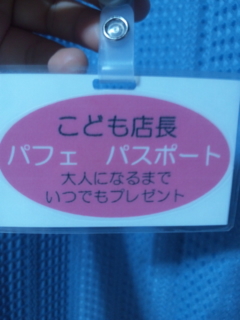 こども店長
パフェ　パスポート
大人になるまで
いつでもプレゼント